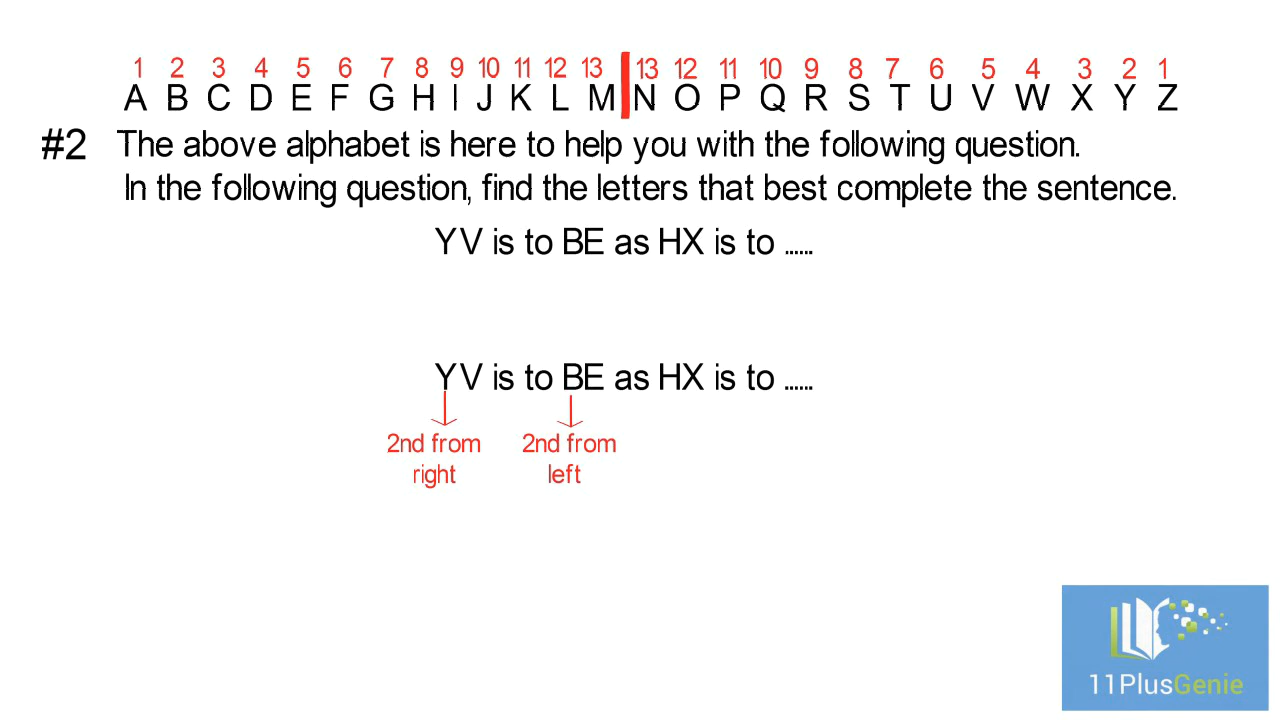 1 2 3 4 5 6 7 8 9 10 11 12 13 13 12 11 10 9 8 7 6 5 4 3 2 1
A B C D E F G H I J K L M N O P Q R S T U V W X Y Z
#2 The above alphabet is here to help you with the following question.
In the following question, find the letters that best complete the sentence.
YV is to BE as HX is to ......
YV is to BE as HX is to ......
2nd from 2nd from
right left
11PlusGenie